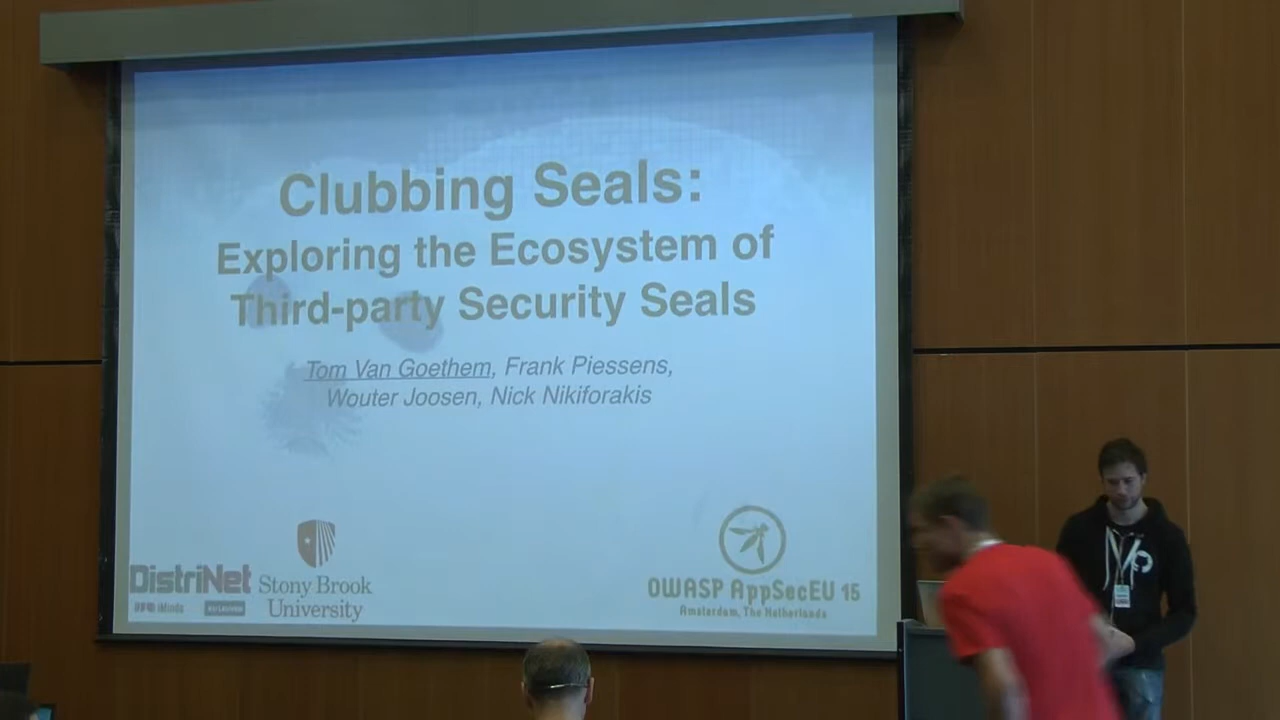 Clubbing Seals:
Exploring the Ecosystem of
Third-party Security Seals
Tom Van Goethem, Frank Piessens,
Wouter Joosen, Nick Nikiforakis
DistriNet
iMinds
Stony Brook
University
OWASP AppSecEU 15
Amsterdam, The Netherlands